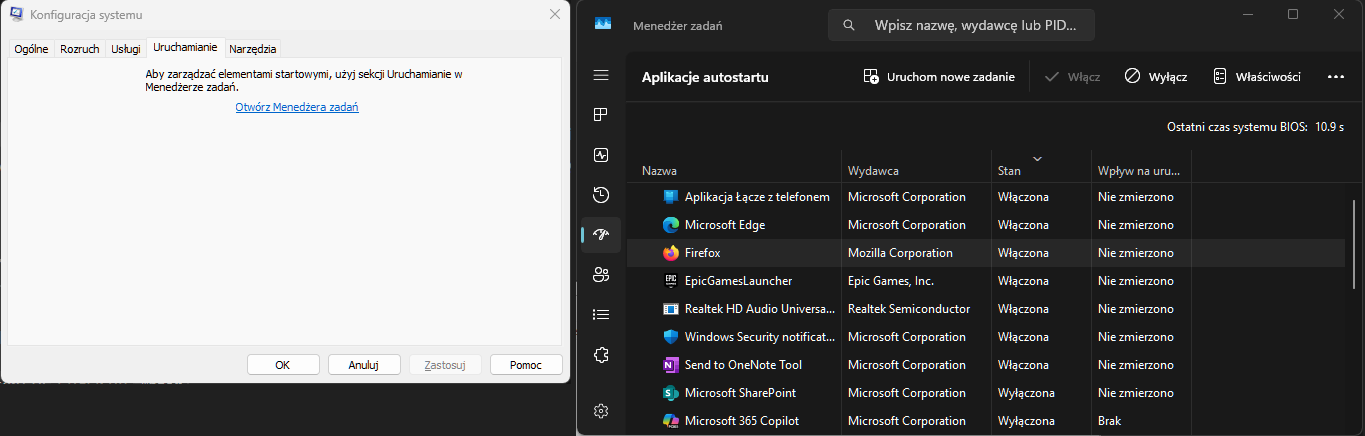 Konfiguracja systemu
Ogólne Rozruch Usługi Uruchamianie Narzędzia
Aby zarządzać elementami startowymi, użyj sekcji Uruchamianie w
Menedżerze zadań.
Otwórz Menedżera zadań
OK Anuluj Zastosuj Pomoc
Menedżer zadań
Wpisz nazwę, wydawcę lub PID...
Aplikacje autostartu
Uruchom nowe zadanie Włącz Wyłącz Właściwości
Ostatni czas systemu BIOS: 10.9 s
Nazwa Wydawca Stan Wpływ na uru...
Aplikacja Łącze z telefonem Microsoft Corporation Włączona Nie zmierzono
Microsoft Edge Microsoft Corporation Włączona Nie zmierzono
Firefox Mozilla Corporation Włączona Nie zmierzono
EPIC EpicGamesLauncher Epic Games, Inc. Włączona Nie zmierzono
Realtek HD Audio Universa... Realtek Semiconductor Włączona Nie zmierzono
Windows Security notificat... Microsoft Corporation Włączona Nie zmierzono
Send to OneNote Tool Microsoft Corporation Włączona Nie zmierzono
Microsoft SharePoint Microsoft Corporation Wyłączona Nie zmierzono
Microsoft 365 Copilot Microsoft Corporation Wyłączona Brak